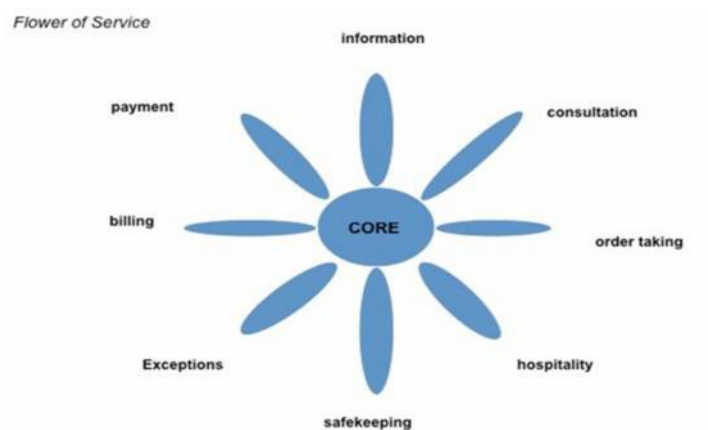 Flower of Service
information
payment
consultation
billing
CORE
order taking
Exceptions
hospitality
safekeeping